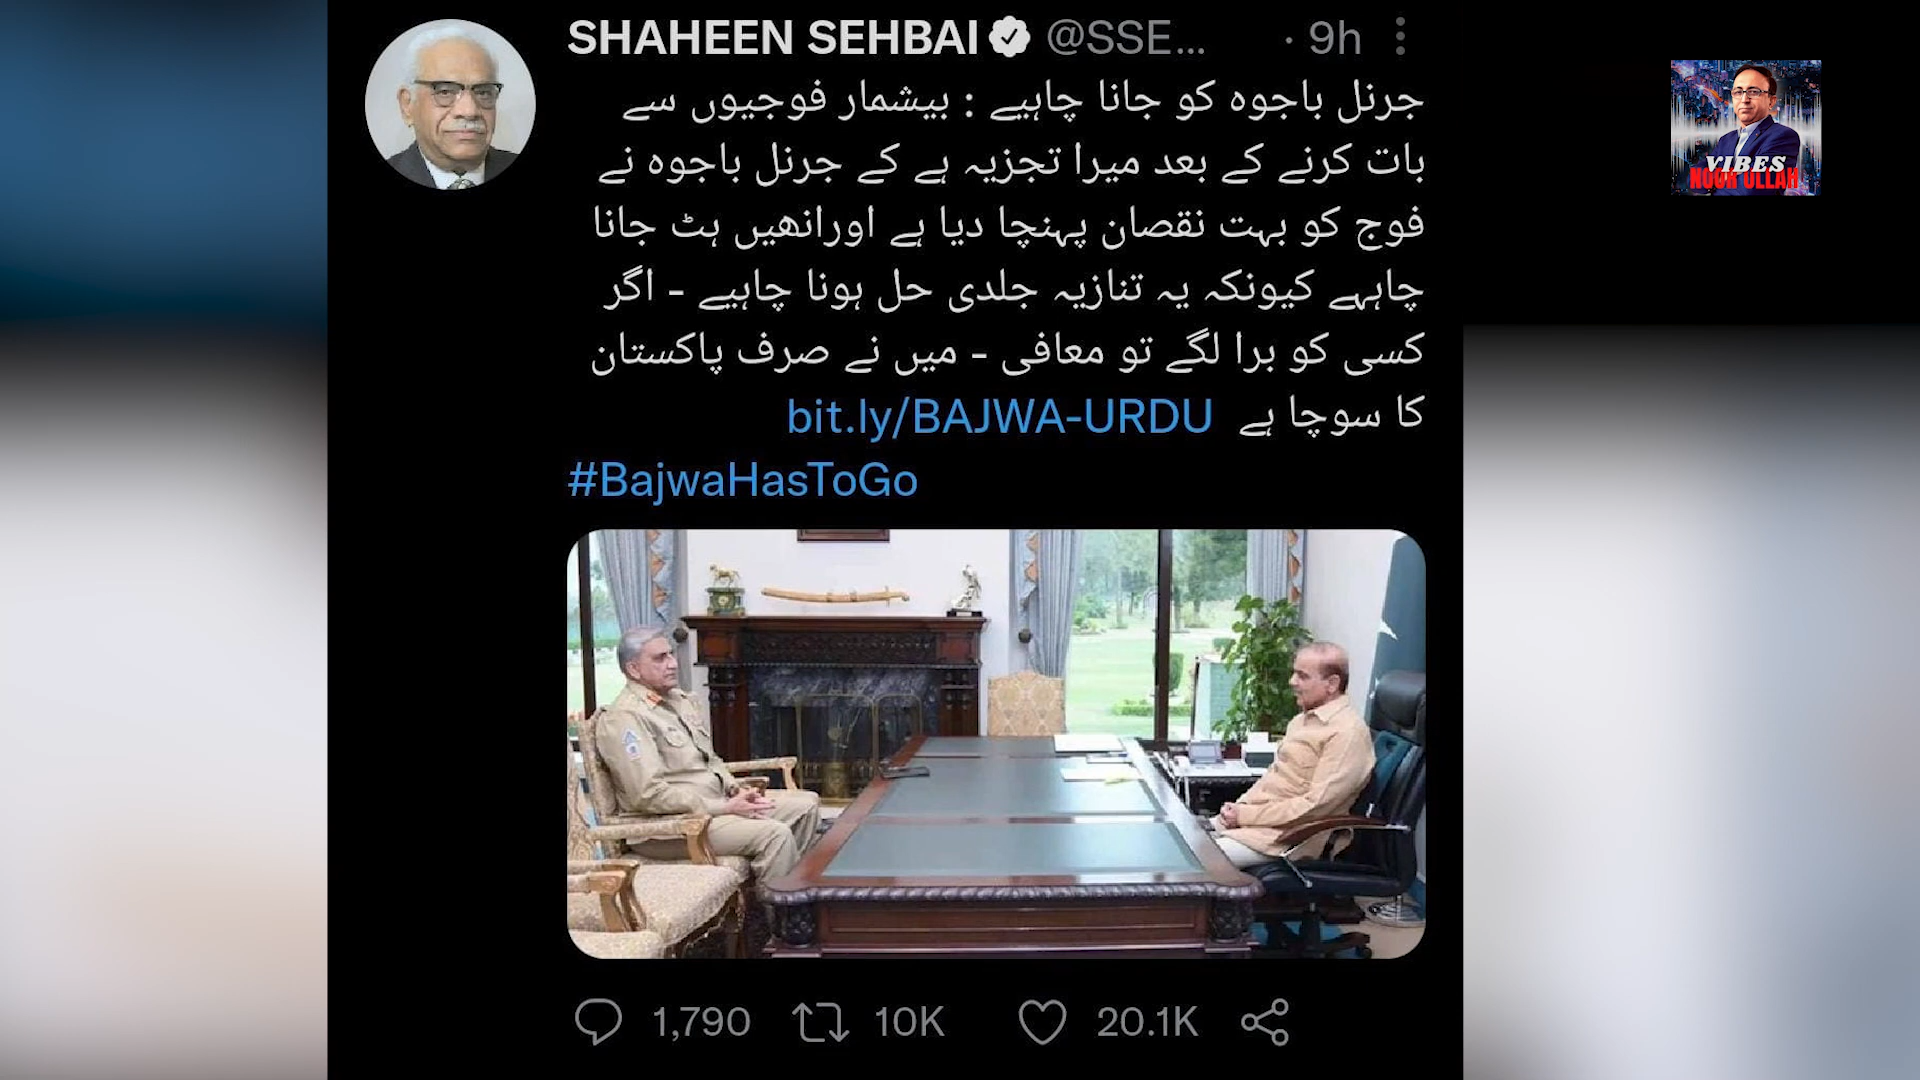 SHAHEEN SEHBAI @SSE... · 9h
جرنل باجوہ کو جانا چاہیے : بیشمار فوجیوں سے
بات کرنے کے بعد میرا تجزیہ ہے کے جرنل باجوہ نے
فوج کو بہت نقصان پہنچا دیا ہے اورانھیں ہٹ جانا
چاہہے کیونکہ یہ تنازیہ جلدی حل ہونا چاہیے - اگر
کسی کو برا لگے تو معافی - میں نے صرف پاکستان
کا سوچا ہے bit.ly/BAJWA-URDU
#BajwaHasToGo
1,790 10K 20.1K
VIBES
NOOR ULLAH